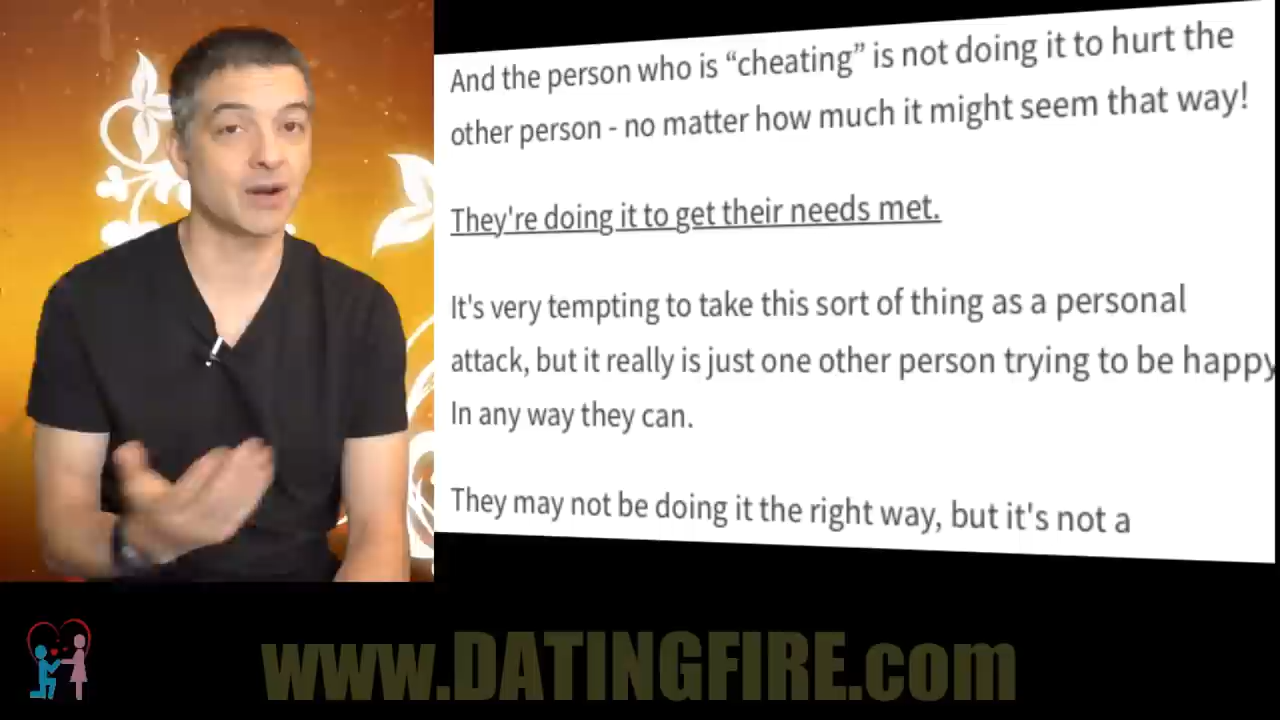 And the person who is “cheating” is not doing it to hurt the
other person - no matter how much it might seem that way!
They're doing it to get their needs met.
It's very tempting to take this sort of thing as a personal
attack, but it really is just one other person trying to be happy
In any way they can.
They may not be doing it the right way, but it's not a
www.DATINGFIRE.com